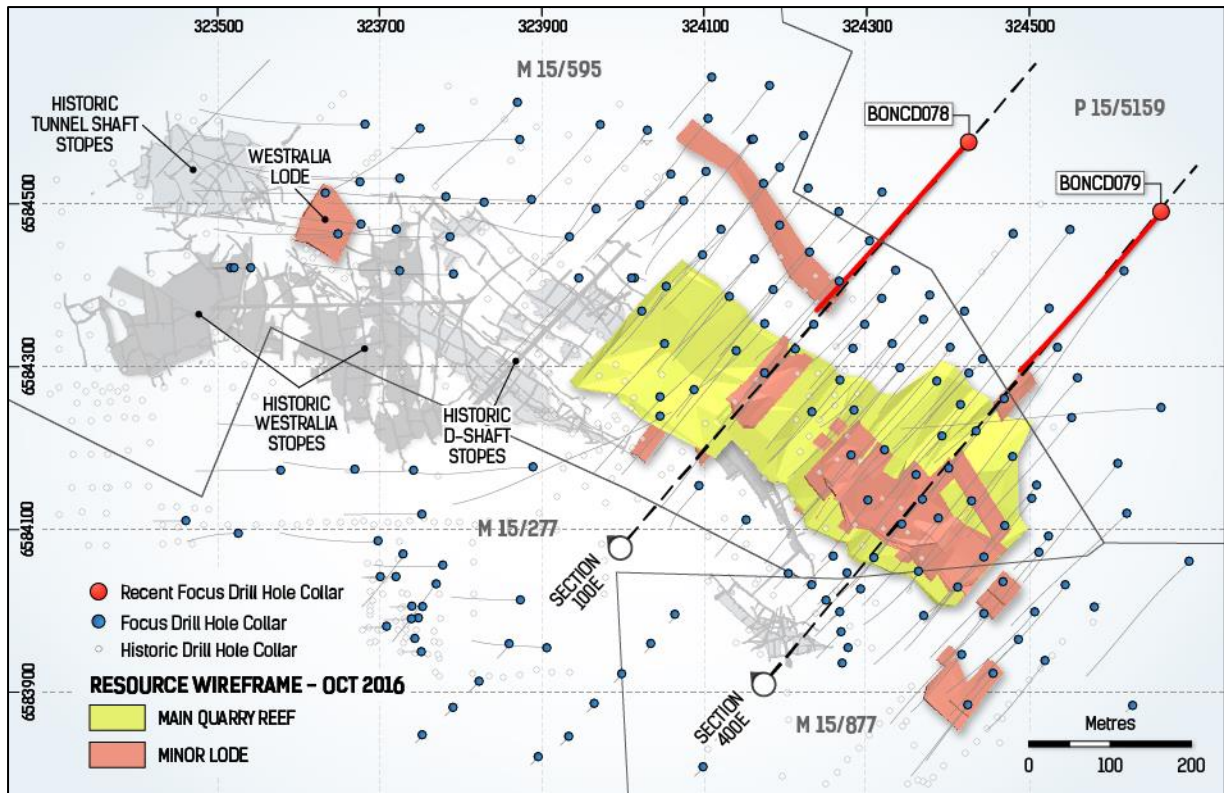 323500
323700
323900
324100
324300
324500
M 15/595
P 15/5159
HISTORIC
TUNNEL SHAFT
STOPES
WESTRALIA
LODE
BONCD078
BONCD079
6584500
6584300
6584100
6583900
HISTORIC
WESTRALIA
STOPES
HISTORIC
D-SHAFT
STOPES
M 15/277
SECTION
100E
SECTION
400E
M 15/877
Recent Focus Drill Hole Collar
Focus Drill Hole Collar
Historic Drill Hole Collar
RESOURCE WIREFRAME – OCT 2016
MAIN QUARRY REEF
MINOR LODE
Metres
0 100 200